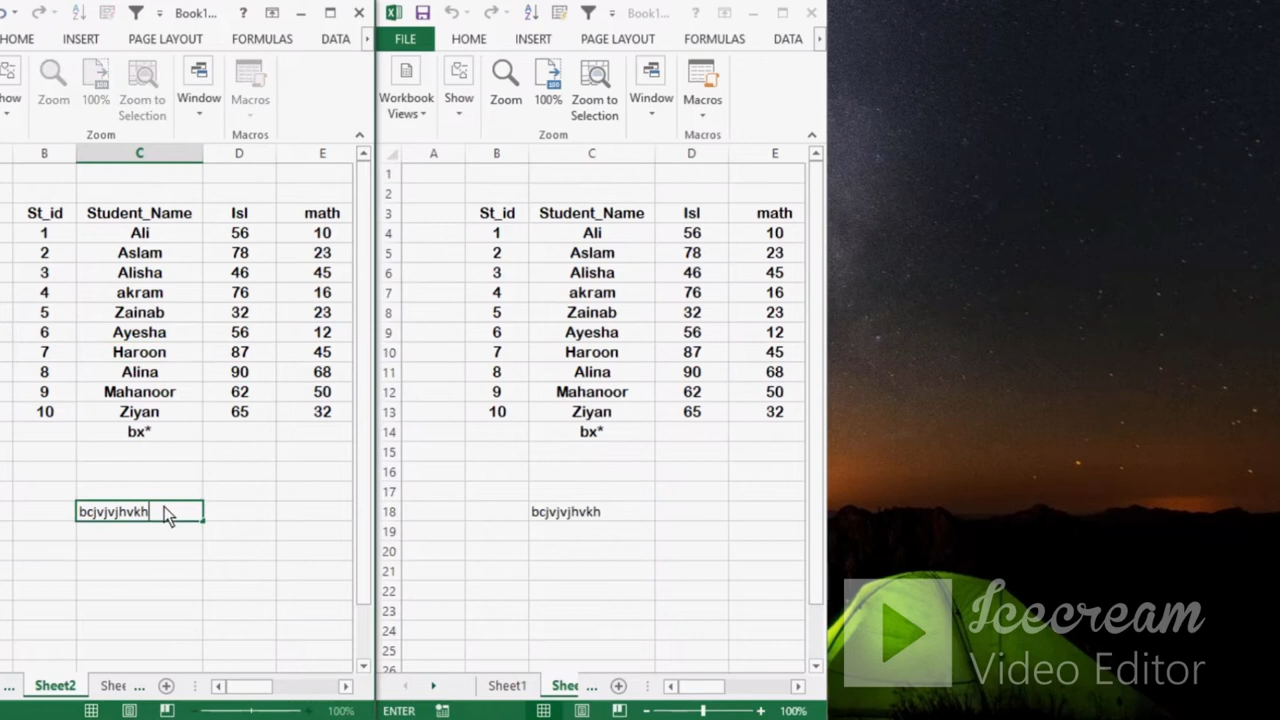 Book1...
?
HOME INSERT PAGE LAYOUT FORMULAS DATA
how
Zoom
100%
Zoom to
Selection
Window
Macros
Zoom
Macros
B C D E
St_id Student_Name Isl math
1 Ali 56 10
2 Aslam 78 23
3 Alisha 46 45
4 akram 76 16
5 Zainab 32 23
6 Ayesha 56 12
7 Haroon 87 45
8 Alina 90 68
9 Mahanoor 62 50
10 Ziyan 65 32
bx*
bcjvjvjhvkh
... Sheet2 Shee ...
100%
Book1...
?
FILE HOME INSERT PAGE LAYOUT FORMULAS DATA
Workbook
Views
Show
Zoom
100%
Zoom to
Selection
Window
Macros
Zoom
Macros
A B C D E
1
2
3 St_id Student_Name Isl math
4 1 Ali 56 10
5 2 Aslam 78 23
6 3 Alisha 46 45
7 4 akram 76 16
8 5 Zainab 32 23
9 6 Ayesha 56 12
10 7 Haroon 87 45
11 8 Alina 90 68
12 9 Mahanoor 62 50
13 10 Ziyan 65 32
14 bx*
15
16
17
18 bcjvjvjhvkh
19
20
21
22
23
24
25
26
Sheet1 Shee ...
ENTER 100%
Icecream
Video Editor